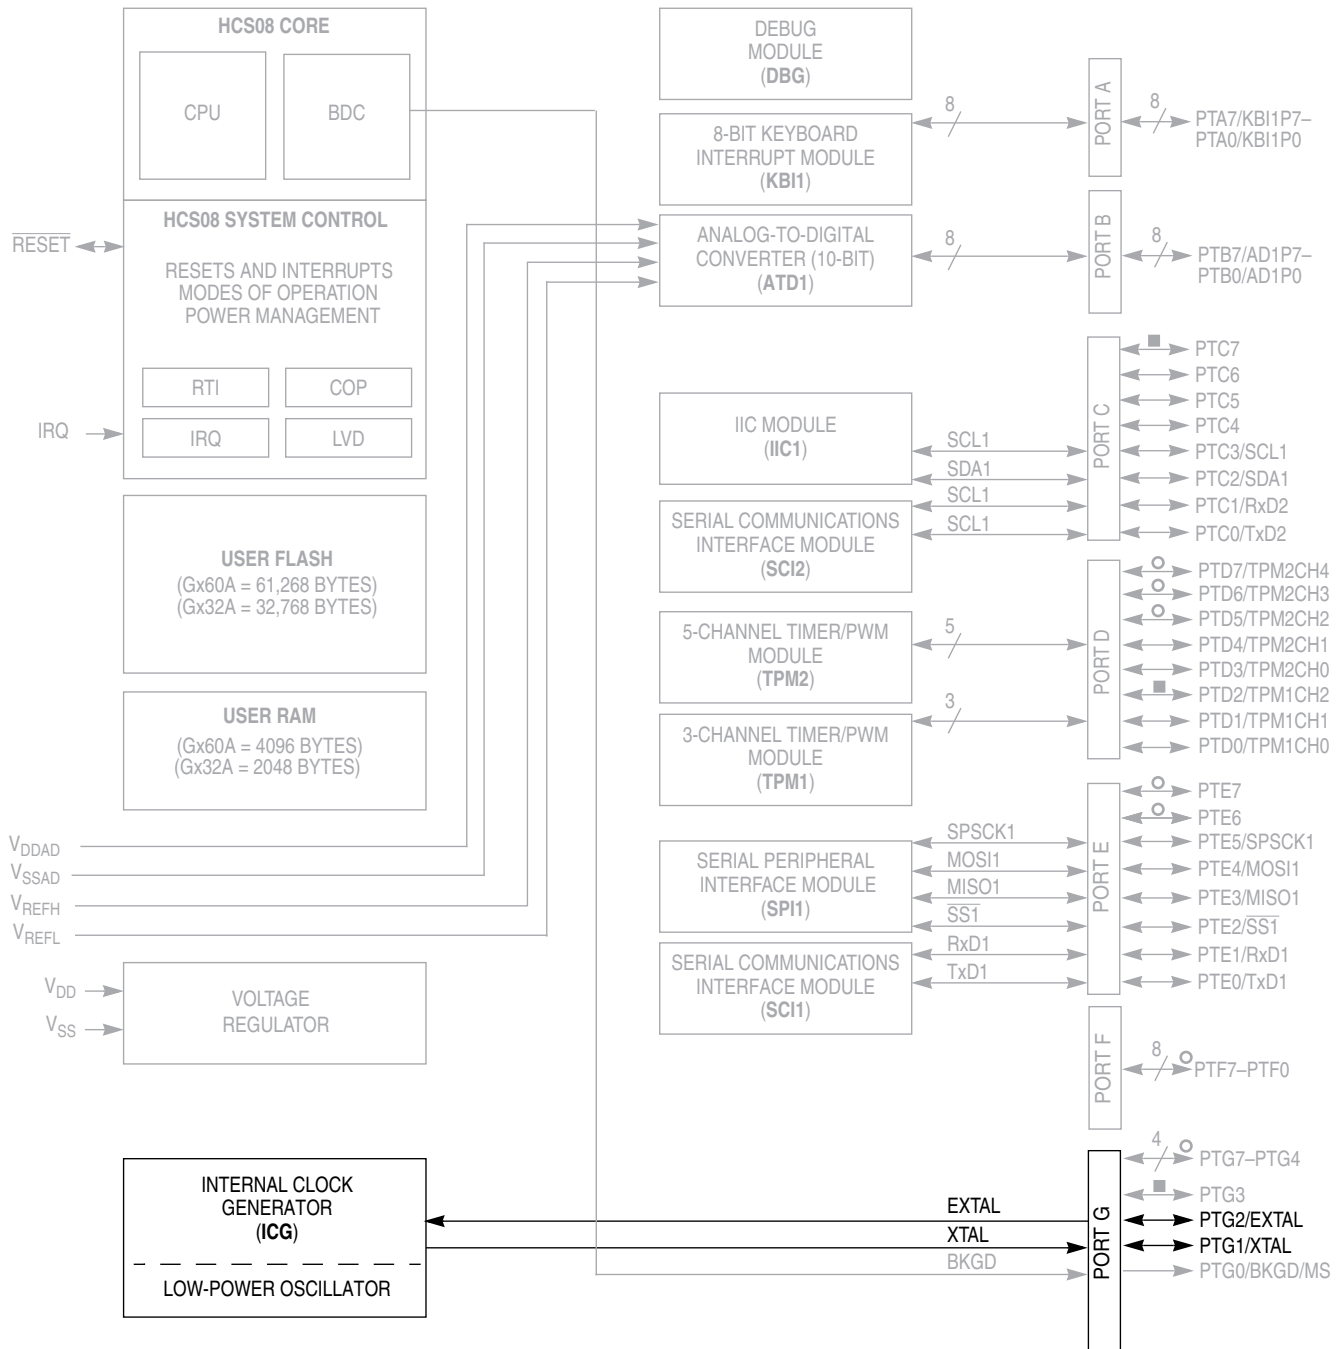 HCS08 CORE
CPU
BDC
HCS08 SYSTEM CONTROL
RESET
RESETS AND INTERRUPTS
MODES OF OPERATION
POWER MANAGEMENT
RTI
COP
IRQ
IRQ
LVD
USER FLASH
(Gx60A = 61,268 BYTES)
(Gx32A = 32,768 BYTES)
USER RAM
(Gx60A = 4096 BYTES)
(Gx32A = 2048 BYTES)
VDDAD
VSSAD
VREFH
VREFL
VDD
VSS
VOLTAGE
REGULATOR
INTERNAL CLOCK
GENERATOR
(ICG)
LOW-POWER OSCILLATOR
DEBUG
MODULE
(DBG)
8-BIT KEYBOARD
INTERRUPT MODULE
(KBI1)
8
PORT A
8
PTA7/KBI1P7–
PTA0/KBI1P0
ANALOG-TO-DIGITAL
CONVERTER (10-BIT)
(ATD1)
8
PORT B
8
PTB7/AD1P7–
PTB0/AD1P0
IIC MODULE
(IIC1)
SCL1
SDA1
SERIAL COMMUNICATIONS
INTERFACE MODULE
(SCI2)
SCL1
SCL1
PORT C
PTC7
PTC6
PTC5
PTC4
PTC3/SCL1
PTC2/SDA1
PTC1/RxD2
PTC0/TxD2
5-CHANNEL TIMER/PWM
MODULE
(TPM2)
5
3-CHANNEL TIMER/PWM
MODULE
(TPM1)
3
PORT D
PTD7/TPM2CH4
PTD6/TPM2CH3
PTD5/TPM2CH2
PTD4/TPM2CH1
PTD3/TPM2CH0
PTD2/TPM1CH2
PTD1/TPM1CH1
PTD0/TPM1CH0
SERIAL PERIPHERAL
INTERFACE MODULE
(SPI1)
SPSCK1
MOSI1
MISO1
SS1
SERIAL COMMUNICATIONS
INTERFACE MODULE
(SCI1)
RxD1
TxD1
PORT E
PTE7
PTE6
PTE5/SPSCK1
PTE4/MOSI1
PTE3/MISO1
PTE2/SS1
PTE1/RxD1
PTE0/TxD1
PORT F
8
PTF7–PTF0
EXTAL
XTAL
BKGD
PORT G
4
PTG7–PTG4
PTG3
PTG2/EXTAL
PTG1/XTAL
PTG0/BKGD/MS